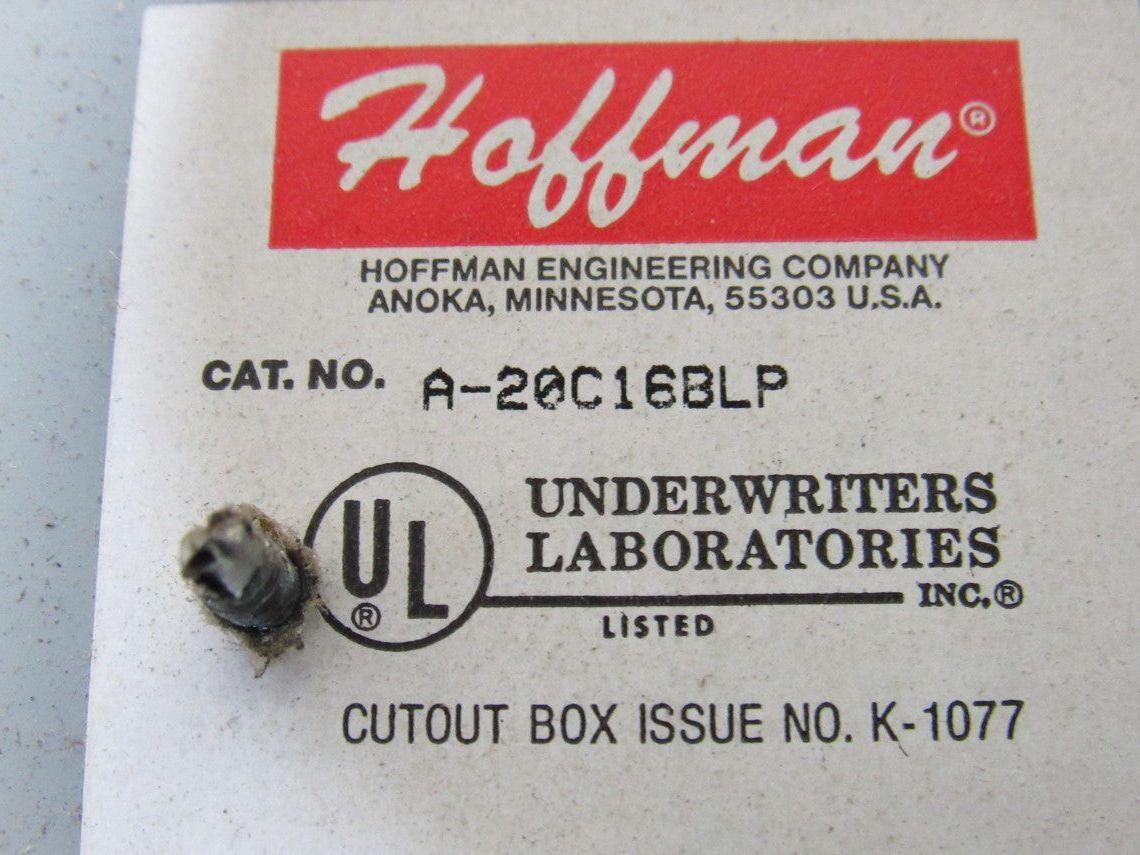 Hoffman®
HOFFMAN ENGINEERING COMPANY
ANOKA, MINNESOTA, 55303 U.S.A.
CAT. NO. A-20C16BLP
UL®
UNDERWRITERS
LABORATORIES
INC.®
LISTED
CUTOUT BOX ISSUE NO. K-1077